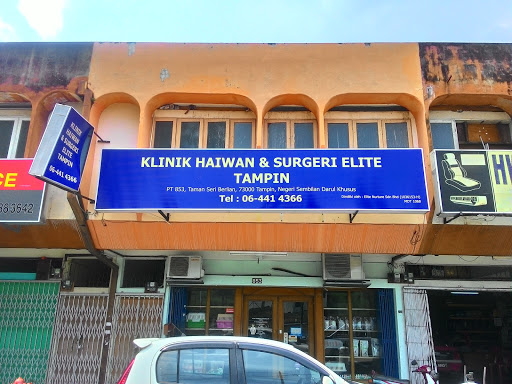 KLINIK HAIWAN & SURGERI ELITE
TAMPIN
PT 853, Taman Seri Berlian, 73000 Tampin, Negeri Sembilan Darul Khusus
Tel : 06-441 4366
KLINIK
HAIWAN
& SURGERI
ELITE
TAMPIN
06-441 4366
CE
853